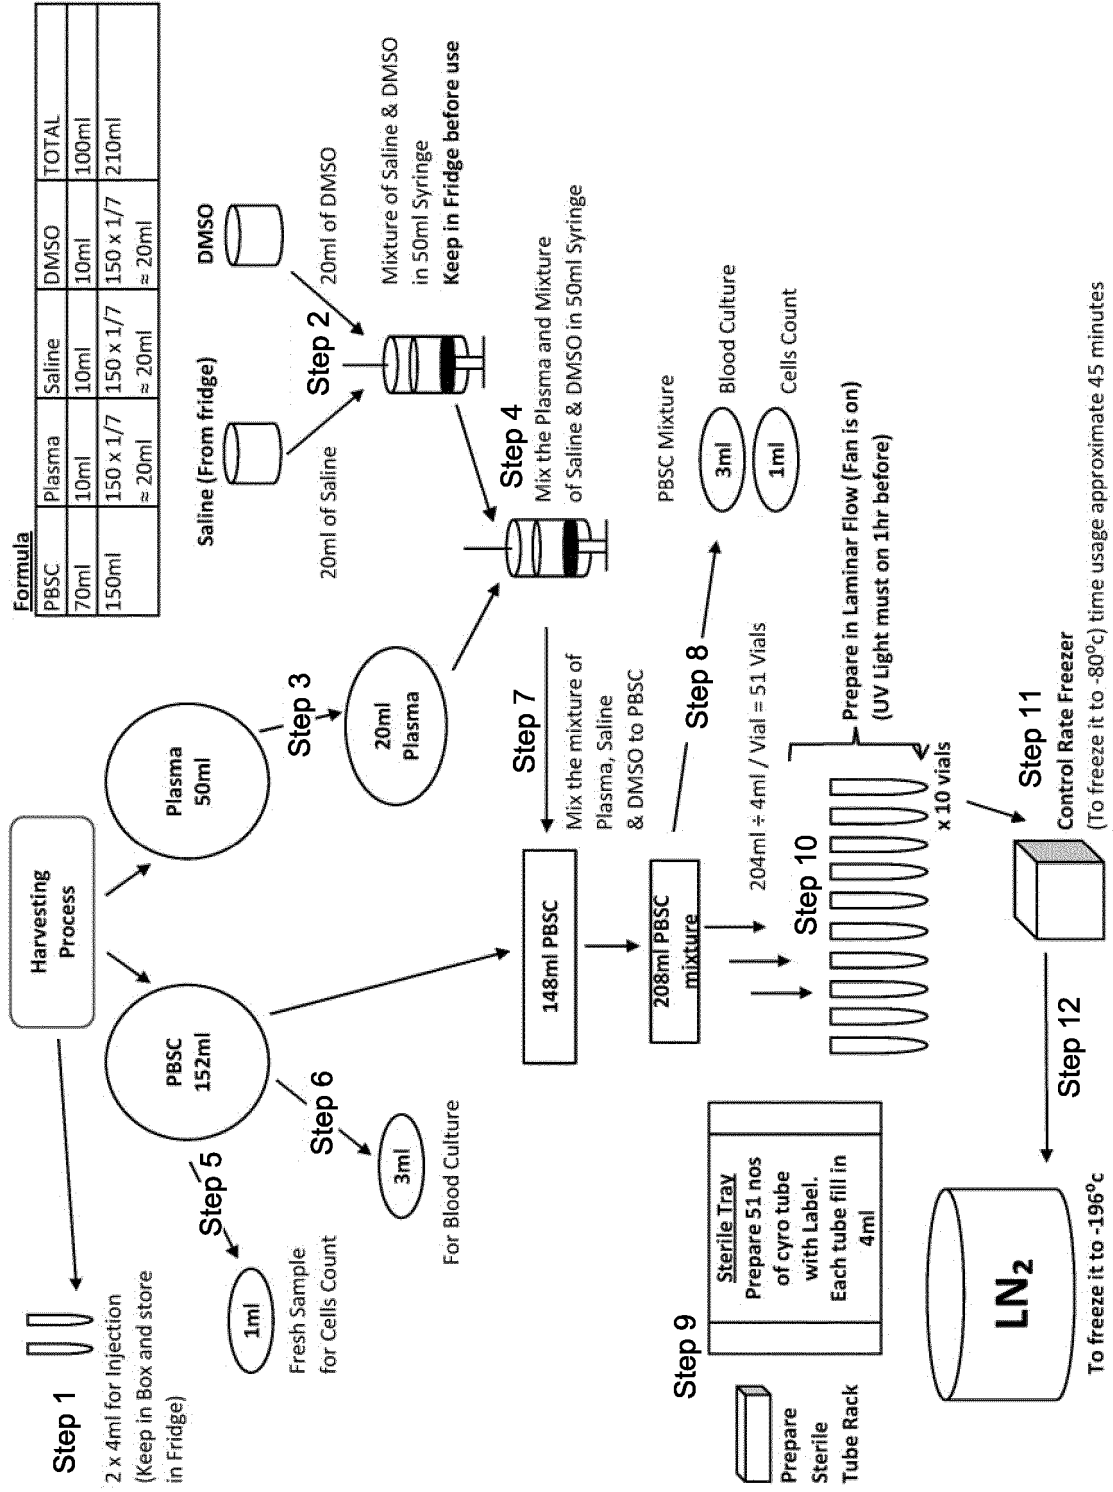 Formula
PBSC Plasma Saline DMSO TOTAL
70ml 10ml 10ml 10ml 100ml
150ml 150 x 1/7 150 x 1/7 150 x 1/7 210ml
≈ 20ml ≈ 20ml ≈ 20ml
Harvesting
Process
Step 1
2 x 4ml for Injection
(Keep in Box and store
in Fridge)
PBSC
152ml
Plasma
50ml
Saline (From fridge)
DMSO
20ml of Saline
Step 2
20ml of DMSO
Mixture of Saline & DMSO
in 50ml Syringe
Keep in Fridge before use
Step 3
20ml
Plasma
Step 4
Mix the Plasma and Mixture
of Saline & DMSO in 50ml Syringe
Step 5
1ml
Fresh Sample
for Cells Count
Step 6
3ml
For Blood Culture
Step 7
Mix the mixture of
Plasma, Saline
& DMSO to PBSC
148ml PBSC
208ml PBSC
mixture
Step 8
PBSC Mixture
3ml
Blood Culture
1ml
Cells Count
204ml ÷ 4ml / Vial = 51 Vials
Step 9
Prepare
Sterile
Tube Rack
Sterile Tray
Prepare 51 nos
of cyro tube
with Label.
Each tube fill in
4ml
Step 10
Prepare in Laminar Flow (Fan is on)
(UV Light must on 1hr before)
x 10 vials
Step 11
Control Rate Freezer
(To freeze it to -80⁰c) time usage approximate 45 minutes
Step 12
LN₂
To freeze it to -196⁰c